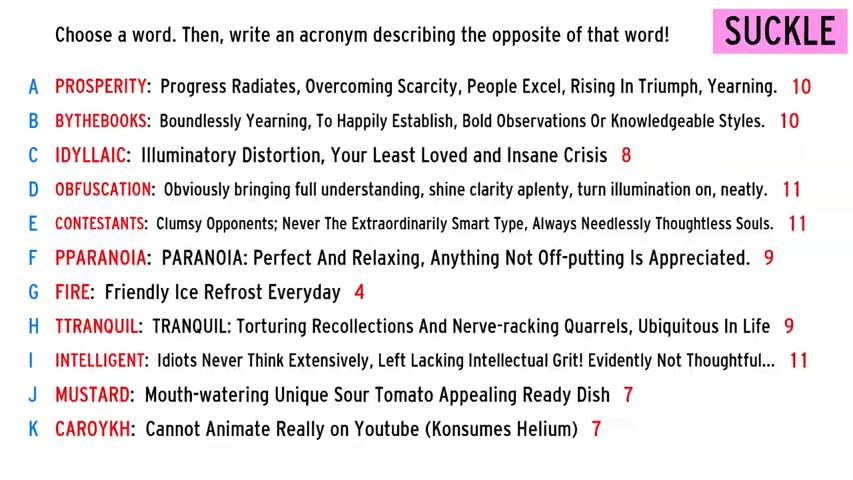 Choose a word. Then, write an acronym describing the opposite of that word!
SUCKLE
A PROSPERITY: Progress Radiates, Overcoming Scarcity, People Excel, Rising In Triumph, Yearning. 10
B BYTHEBOOKS: Boundlessly Yearning, To Happily Establish, Bold Observations Or Knowledgeable Styles. 10
C IDYLLAIC: Illuminatory Distortion, Your Least Loved and Insane Crisis 8
D OBFUSCATION: Obviously bringing full understanding, shine clarity aplenty, turn illumination on, neatly. 11
E CONTESTANTS: Clumsy Opponents; Never The Extraordinarily Smart Type, Always Needlessly Thoughtless Souls. 11
F PPARANOIA: PARANOIA: Perfect And Relaxing, Anything Not Off-putting Is Appreciated. 9
G FIRE: Friendly Ice Refrost Everyday 4
H TTRANQUIL: TRANQUIL: Torturing Recollections And Nerve-racking Quarrels, Ubiquitous In Life 9
I INTELLIGENT: Idiots Never Think Extensively, Left Lacking Intellectual Grit! Evidently Not Thoughtful... 11
J MUSTARD: Mouth-watering Unique Sour Tomato Appealing Ready Dish 7
K CAROYKH: Cannot Animate Really on Youtube (Konsumes Helium) 7